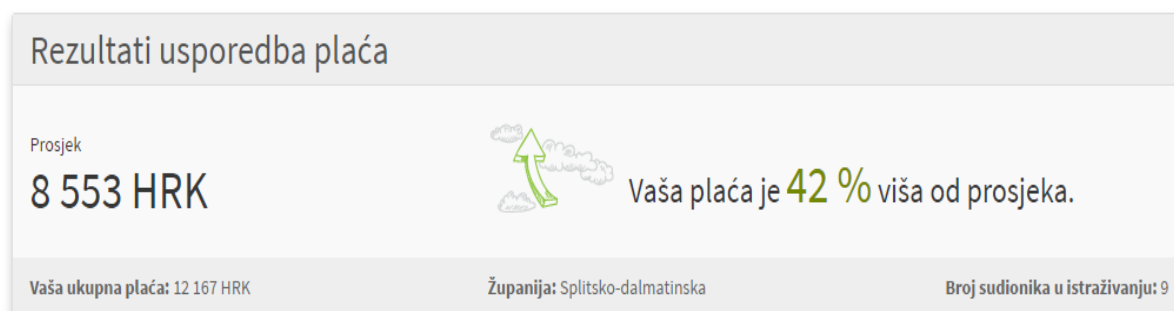 Rezultati usporedba plaća
Prosjek
8 553 HRK
Vaša plaća je 42 % viša od prosjeka.
Vaša ukupna plaća: 12 167 HRK
Županija: Splitsko-dalmatinska
Broj sudionika u istraživanju: 9